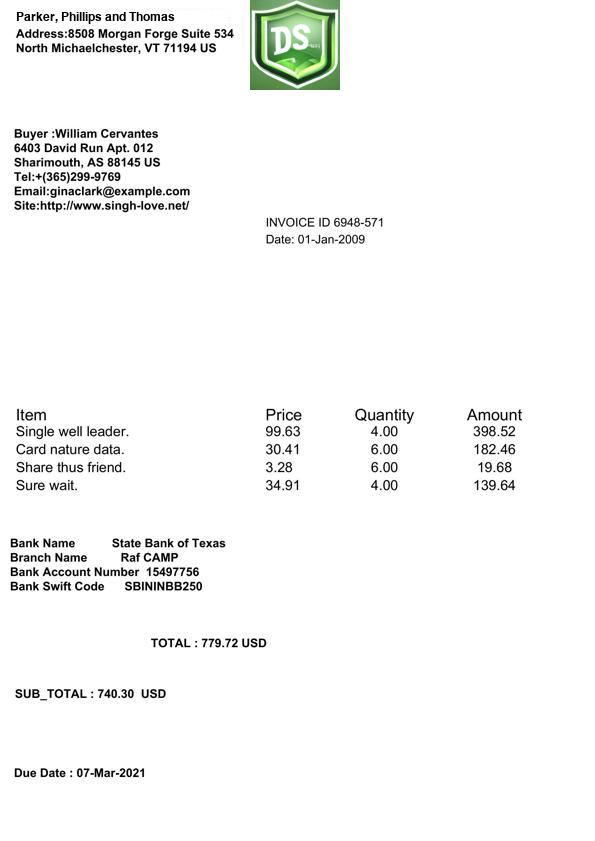 Parker, Phillips and Thomas
Address:8508 Morgan Forge Suite 534
North Michaelchester, VT 71194 US
DS
Buyer :William Cervantes
6403 David Run Apt. 012
Sharimouth, AS 88145 US
Tel:+(365)299-9769
Email:ginaclark@example.com
Site:http://www.singh-love.net/
INVOICE ID 6948-571
Date: 01-Jan-2009
Item Price Quantity Amount
Single well leader. 99.63 4.00 398.52
Card nature data. 30.41 6.00 182.46
Share thus friend. 3.28 6.00 19.68
Sure wait. 34.91 4.00 139.64
Bank Name State Bank of Texas
Branch Name Raf CAMP
Bank Account Number 15497756
Bank Swift Code SBININBB250
TOTAL : 779.72 USD
SUB_TOTAL : 740.30 USD
Due Date : 07-Mar-2021